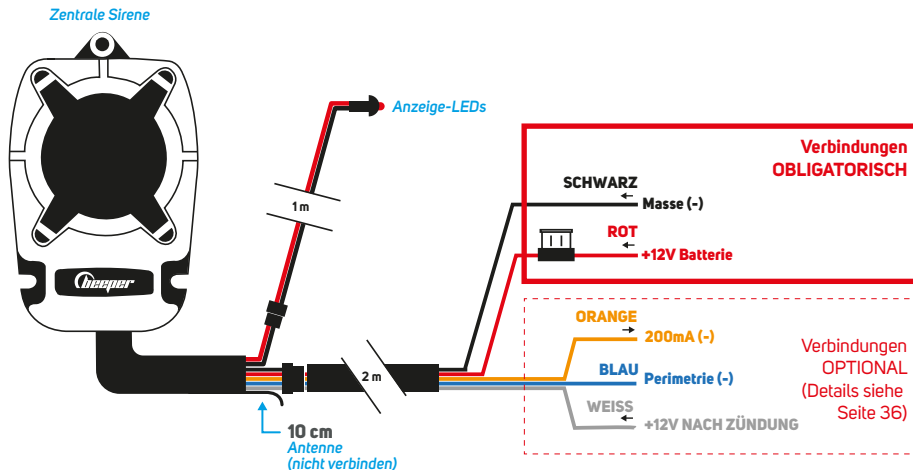 Zentrale Sirene
Anzeige-LEDs
1 m
beeper
2 m
10 cm
Antenne
(nicht verbinden)
Verbindungen
OBLIGATORISCH
SCHWARZ
Masse (-)
ROT
+12V Batterie
ORANGE
200mA (-)
BLAU
Perimetrie (-)
WEISS
+12V NACH ZÜNDUNG
Verbindungen
OPTIONAL
(Details siehe
Seite 36)